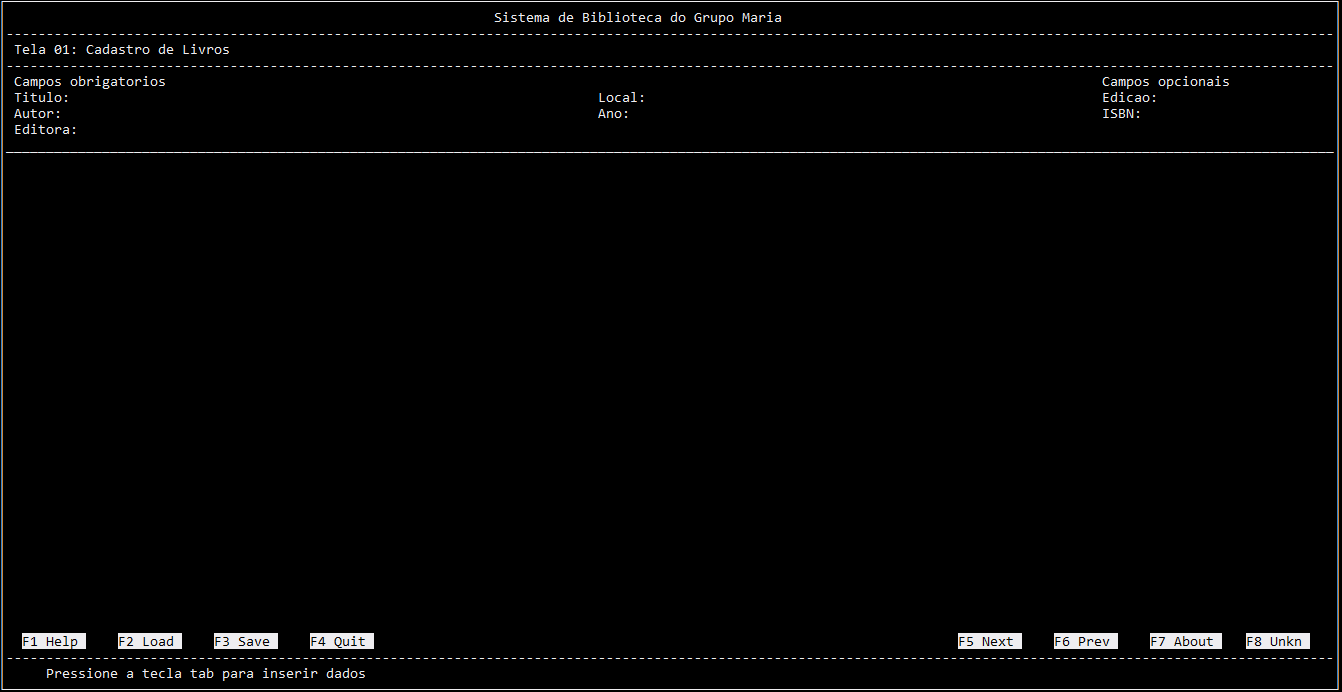 Sistema de Biblioteca do Grupo Maria
Tela 01: Cadastro de Livros
Campos obrigatorios Campos opcionais
Titulo: Local: Edicao:
Autor: Ano: ISBN:
Editora:
F1 Help F2 Load F3 Save F4 Quit F5 Next F6 Prev F7 About F8 Unkn
Pressione a tecla tab para inserir dados